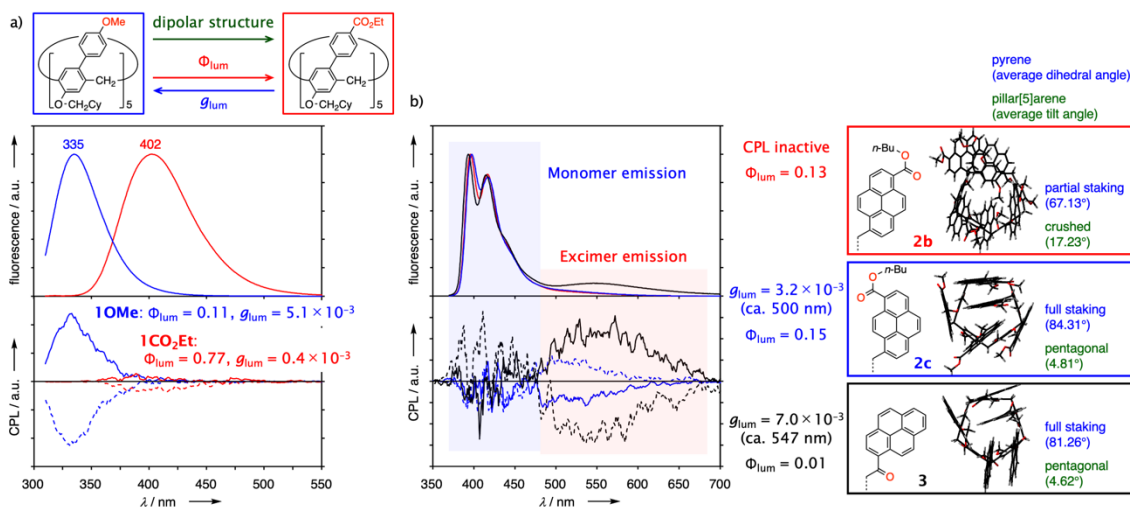 a)
OMe
CH2
5
O-CH2Cy
dipolar structure
Φlum
glum
CO2Et
CH2
5
O-CH2Cy
fluorescence / a.u.
335
402
1OMe: Φlum = 0.11, glum = 5.1 × 10⁻³
1CO2Et:
Φlum = 0.77, glum = 0.4 × 10⁻³
CPL / a.u.
300 350 400 450 500 550
λ / nm
b)
fluorescence / a.u.
Monomer emission
Excimer emission
CPL / a.u.
350 400 450 500 550 600 650 700
λ / nm
CPL inactive
Φlum = 0.13
glum = 3.2 × 10⁻³
(ca. 500 nm)
Φlum = 0.15
glum = 7.0 × 10⁻³
(ca. 547 nm)
Φlum = 0.01
pyrene
(average dihedral angle)
pillar[5]arene
(average tilt angle)
n-Bu
O
O
2b
partial staking
(67.13°)
crushed
(17.23°)
n-Bu
O
O
2c
full staking
(84.31°)
pentagonal
(4.81°)
O
3
full staking
(81.26°)
pentagonal
(4.62°)